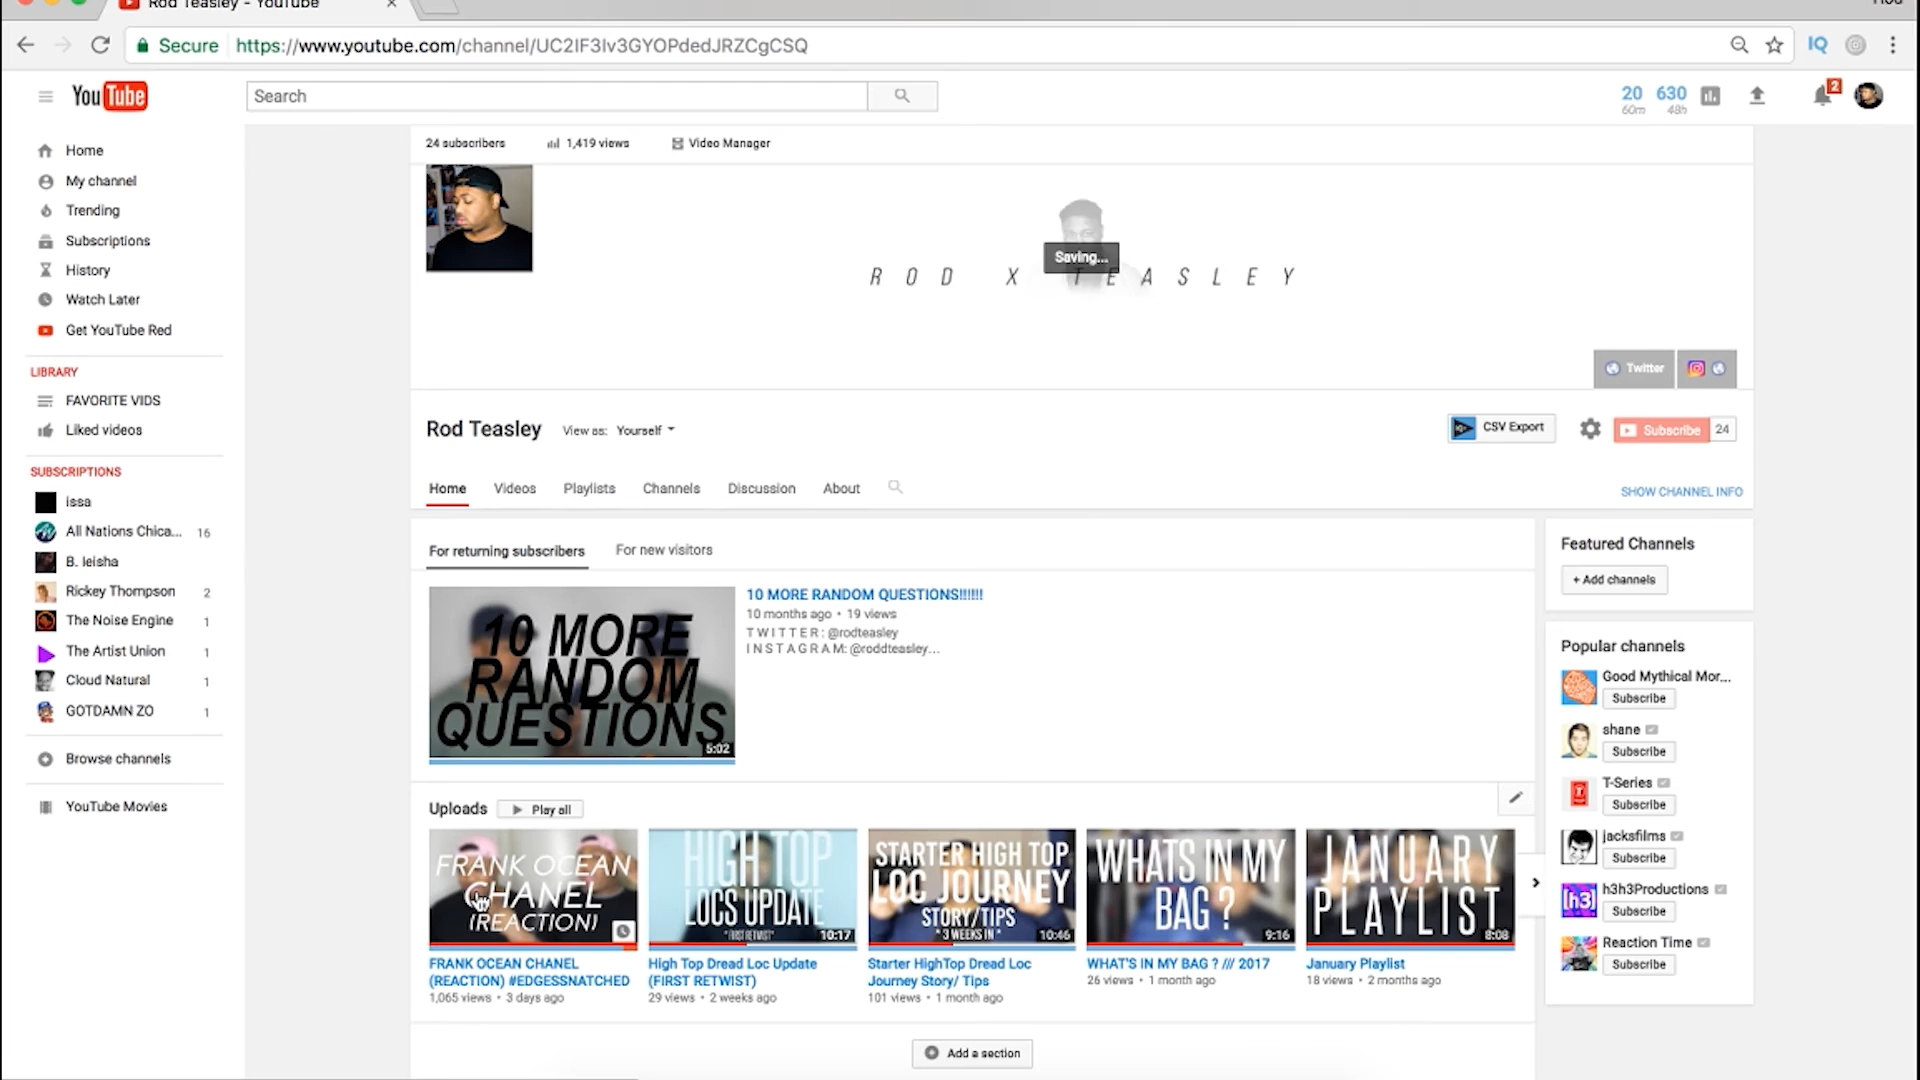 Rod Teasley - YouTube
Secure https://www.youtube.com/channel/UC2IF3Iv3GYOPdedJRZCgCSQ
IQ
YouTube
Search
20 630
60m 48h
2
Home
My channel
Trending
Subscriptions
History
Watch Later
Get YouTube Red
LIBRARY
FAVORITE VIDS
Liked videos
SUBSCRIPTIONS
issa
All Nations Chica... 16
B. Ieisha
Rickey Thompson 2
The Noise Engine 1
The Artist Union 1
Cloud Natural 1
GOTDAMN ZO 1
Browse channels
YouTube Movies
24 subscribers 1,419 views Video Manager
Saving...
ROD X TEASLEY
Twitter
Rod Teasley View as: Yourself
CSV Export
Subscribe 24
Home Videos Playlists Channels Discussion About
SHOW CHANNEL INFO
For returning subscribers For new visitors
10 MORE
RANDOM
QUESTIONS
5:02
10 MORE RANDOM QUESTIONS!!!!!!
10 months ago • 19 views
T W I T T E R : @rodteasley
I N S T A G R A M: @roddteasley...
Uploads Play all
FRANK OCEAN
CHANEL
(REACTION)
FRANK OCEAN CHANEL
(REACTION) #EDGESSNATCHED
1,065 views • 3 days ago
HIGH TOP
LOCS UPDATE
*FIRST RETWIST*
10:17
High Top Dread Loc Update
(FIRST RETWIST)
29 views • 2 weeks ago
STARTER HIGH TOP
LOC JOURNEY
STORY/TIPS
* 3 WEEKS IN *
10:46
Starter HighTop Dread Loc
Journey Story/ Tips
101 views • 1 month ago
WHATS IN MY
BAG ?
9:16
WHAT'S IN MY BAG ? /// 2017
26 views • 1 month ago
JANUARY
PLAYLIST
8:08
January Playlist
18 views • 2 months ago
Add a section
Featured Channels
+ Add channels
Popular channels
Good Mythical Mor...
Subscribe
shane
Subscribe
T-Series
Subscribe
jacksfilms
Subscribe
[h3]
h3h3Productions
Subscribe
Reaction Time
Subscribe